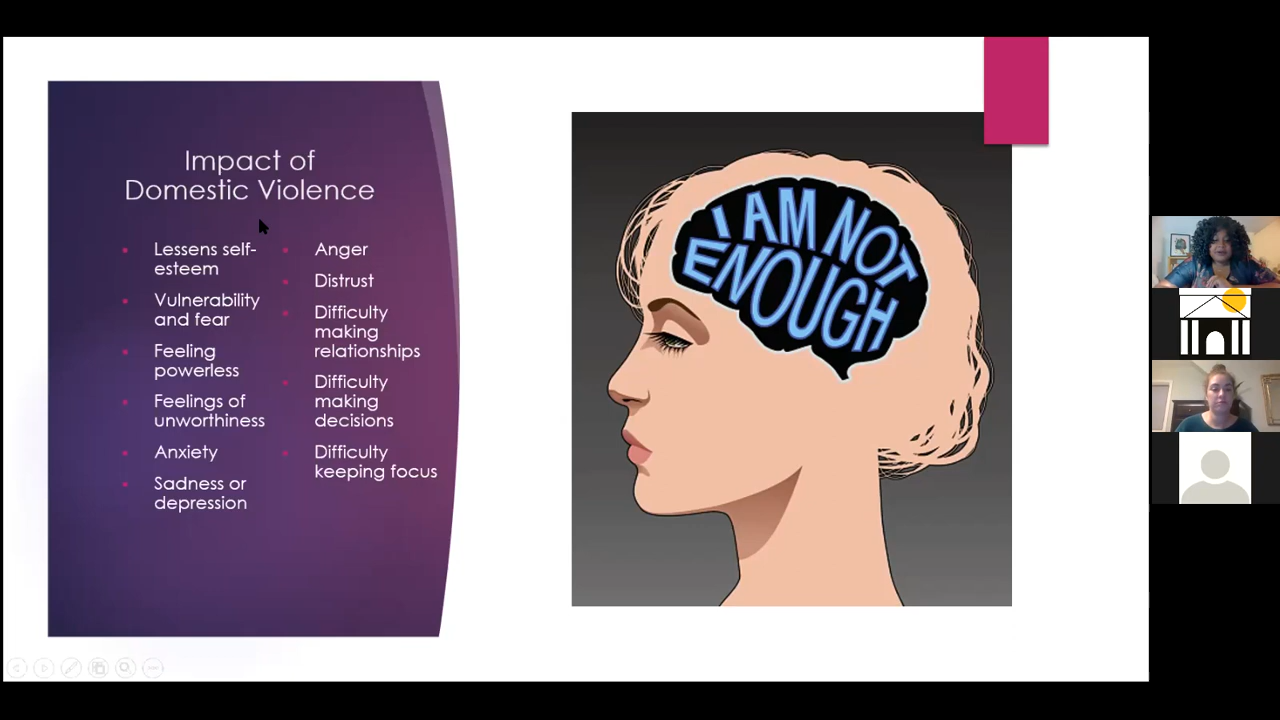 Impact of
Domestic Violence
Lessens self-
esteem
Vulnerability
and fear
Feeling
powerless
Feelings of
unworthiness
Anxiety
Sadness or
depression
Anger
Distrust
Difficulty
making
relationships
Difficulty
making
decisions
Difficulty
keeping focus
I AM NOT
ENOUGH